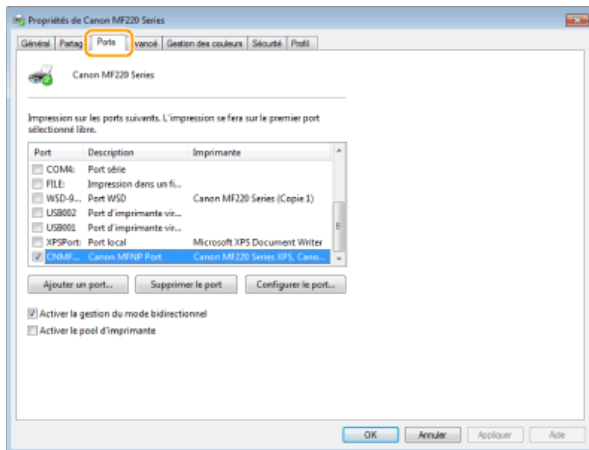 Propriétés de Canon MF220 Series
Général Partag Ports vancé Gestion des couleurs Sécurité Profil
Canon MF220 Series
Impression sur les ports suivants. L'impression se fera sur le premier port
sélectionné libre.
Port Description Imprimante
COM4: Port série
FILE: Impression dans un fi...
WSD-9... Port WSD Canon MF220 Series (Copie 1)
USB002 Port d'imprimante vir...
USB001 Port d'imprimante vir...
XPSPort: Port local Microsoft XPS Document Writer
CNMF... Canon MFNP Port Canon MF220 Series XPS, Cano...
Ajouter un port... Supprimer le port Configurer le port...
Activer la gestion du mode bidirectionnel
Activer le pool d'imprimante
OK Annuler Appliquer Aide